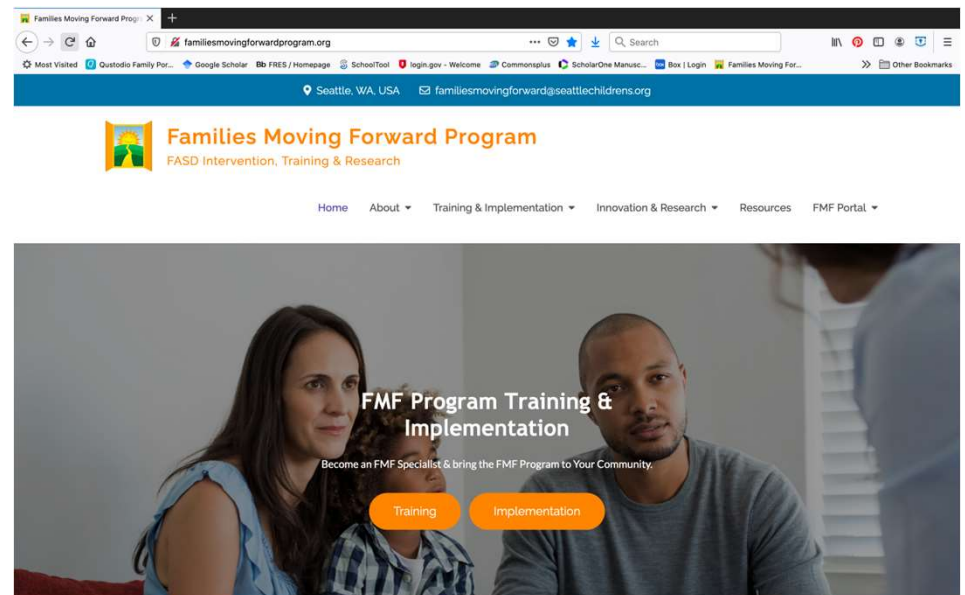 Families Moving Forward Progr
familiesmovingforwardprogram.org
Search
Most Visited Qustodio Family Por... Google Scholar Bb FRES / Homepage SchoolTool login.gov - Welcome Commonsplus ScholarOne Manusc... box Box | Login Families Moving For... Other Bookmarks
Seattle, WA, USA familiesmovingforward@seattlechildrens.org
Families Moving Forward Program
FASD Intervention, Training & Research
Home About Training & Implementation Innovation & Research Resources FMF Portal
FMF Program Training &
Implementation
Become an FMF Specialist & bring the FMF Program to Your Community.
Training Implementation